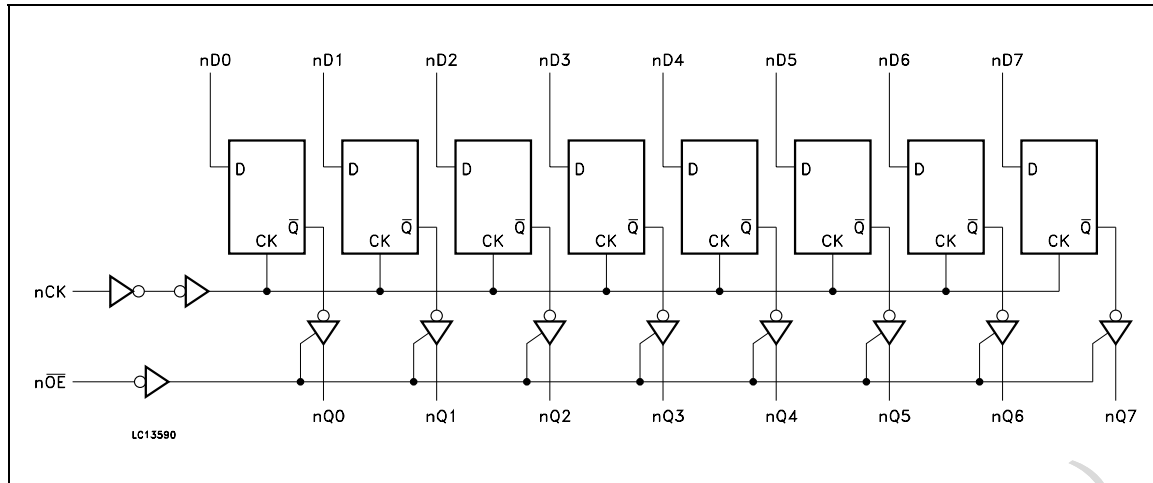 nD0 nD1 nD2 nD3 nD4 nD5 nD6 nD7
D D D D D D D D
Q̅ Q̅ Q̅ Q̅ Q̅ Q̅ Q̅ Q̅
CK CK CK CK CK CK CK CK
nCK
nO̅E̅
nQ0 nQ1 nQ2 nQ3 nQ4 nQ5 nQ6 nQ7
LC13590